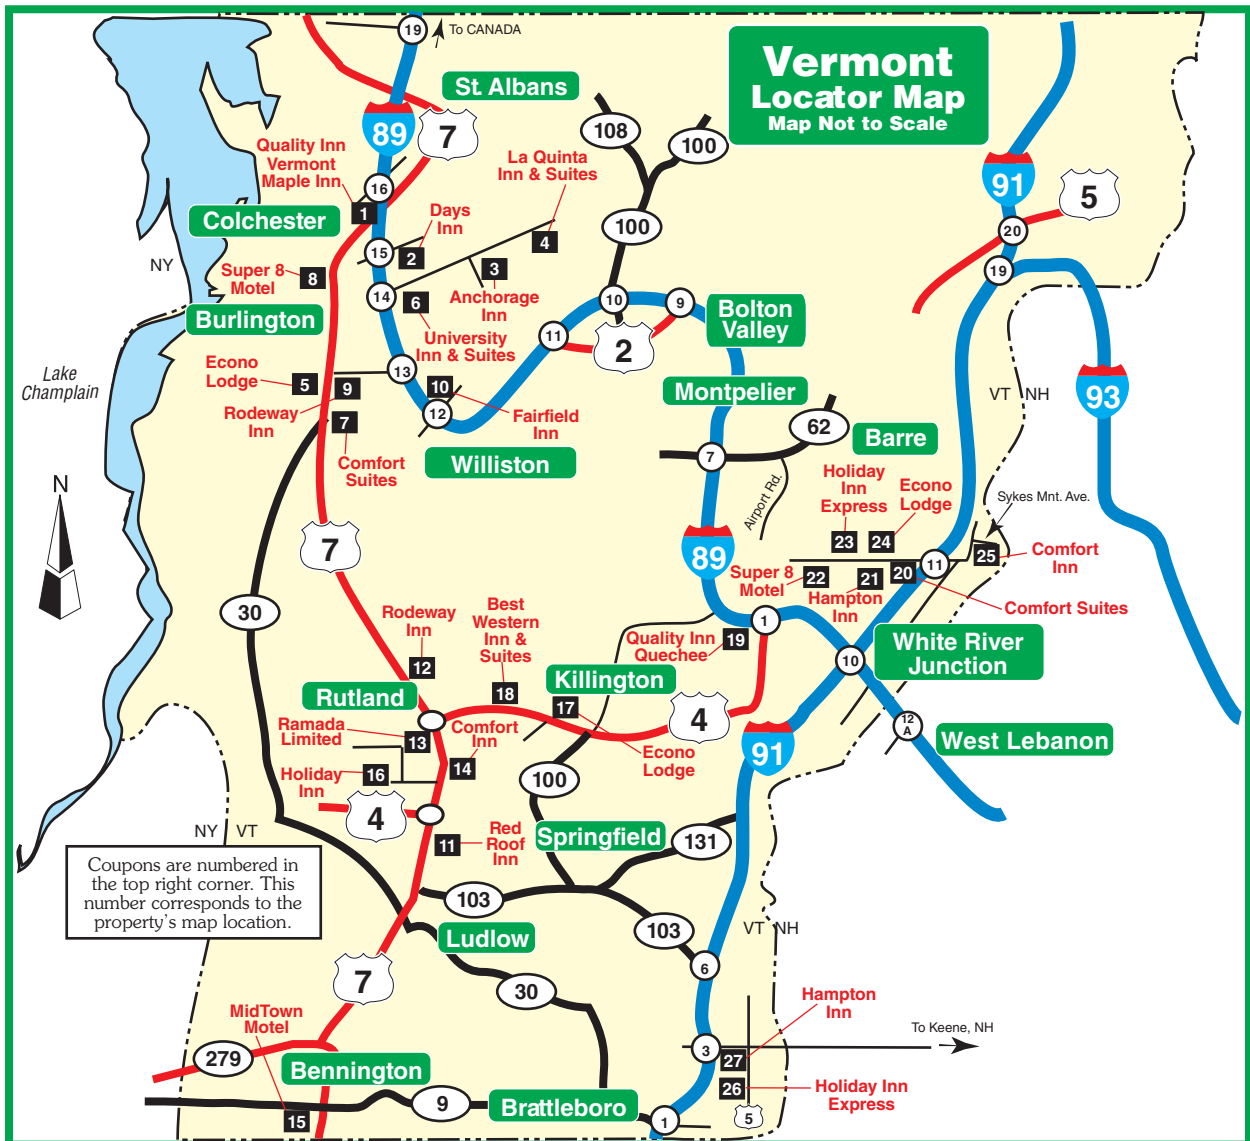 19
To CANADA
Vermont
Locator Map
Map Not to Scale
St. Albans
89
7
108
100
Quality Inn
Vermont
Maple Inn
La Quinta
Inn & Suites
91
5
16
1
Colchester
Days
Inn
100
4
20
15
2
NY
Super 8
Motel
8
3
19
14
Anchorage
Inn
6
10
9
Burlington
University
Inn & Suites
11
2
Bolton
Valley
Lake
Champlain
Econo
Lodge
5
9
13
10
Montpelier
VT
NH
93
Rodeway
Inn
7
12
Fairfield
Inn
62
Barre
Comfort
Suites
Williston
7
Holiday
Inn
Express
Econo
Lodge
N
Airport Rd.
Sykes Mnt. Ave.
7
89
23
24
25
Comfort
Inn
11
Super 8
Motel
22
21
20
Hampton
Inn
Comfort Suites
30
Rodeway
Inn
Best
Western
Inn &
Suites
1
Quality Inn
Quechee
19
White River
Junction
12
10
Killington
Rutland
18
17
4
Ramada
Limited
13
Comfort
Inn
12
A
West Lebanon
91
Econo
Lodge
Holiday
Inn
16
14
100
4
NY
VT
Red
Roof
Inn
11
Springfield
131
Coupons are numbered in
the top right corner. This
number corresponds to the
property's map location.
103
103
VT
NH
Ludlow
6
7
30
MidTown
Motel
Hampton
Inn
To Keene, NH
279
3
27
Bennington
26
Holiday Inn
Express
9
Brattleboro
15
1
5